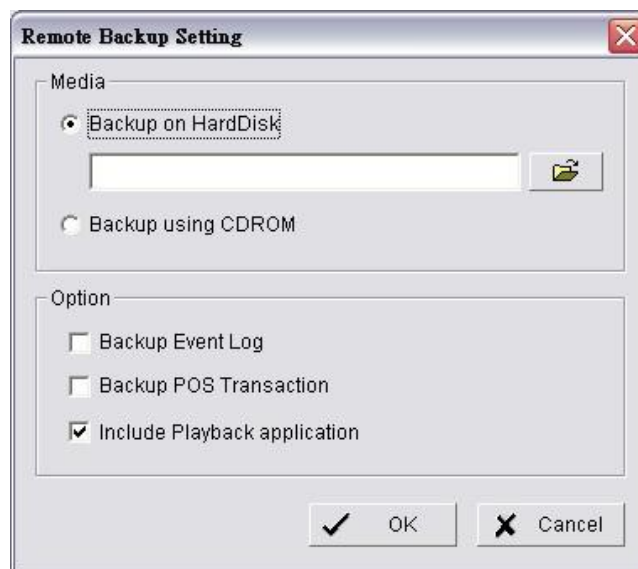 Remote Backup Setting
Media
Backup on HardDisk
Backup using CDROM
Option
Backup Event Log
Backup POS Transaction
Include Playback application
OK
Cancel